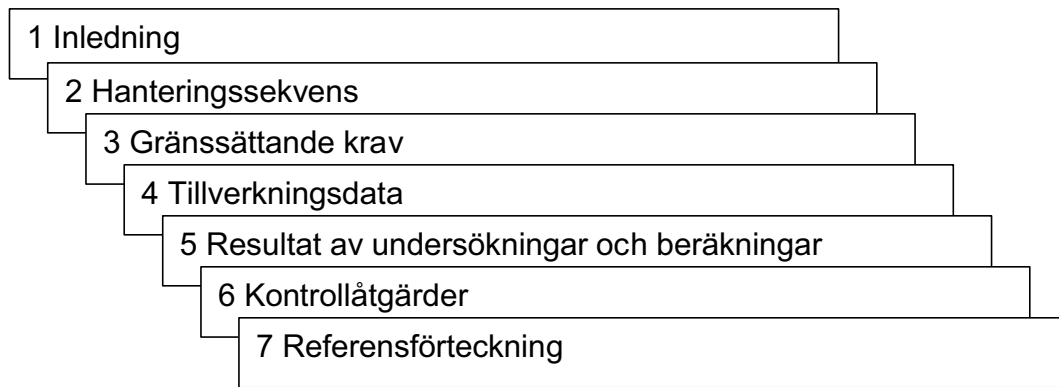 1 Inledning
2 Hanteringssekvens
3 Gränssättande krav
4 Tillverkningsdata
5 Resultat av undersökningar och beräkningar
6 Kontrollåtgärder
7 Referensförteckning